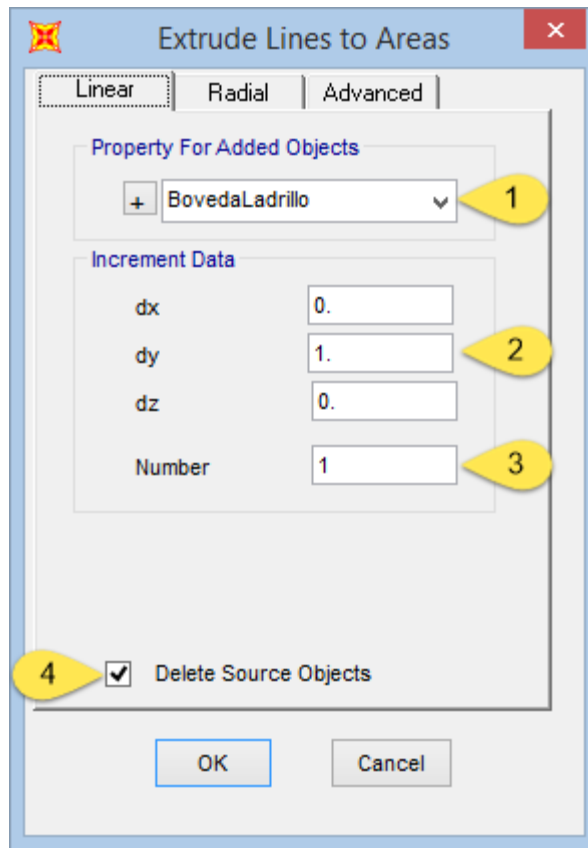 Extrude Lines to Areas
Linear Radial Advanced
Property For Added Objects
+ BovedaLadrillo 1
Increment Data
dx 0.
dy 1. 2
dz 0.
Number 1 3
4 Delete Source Objects
OK Cancel